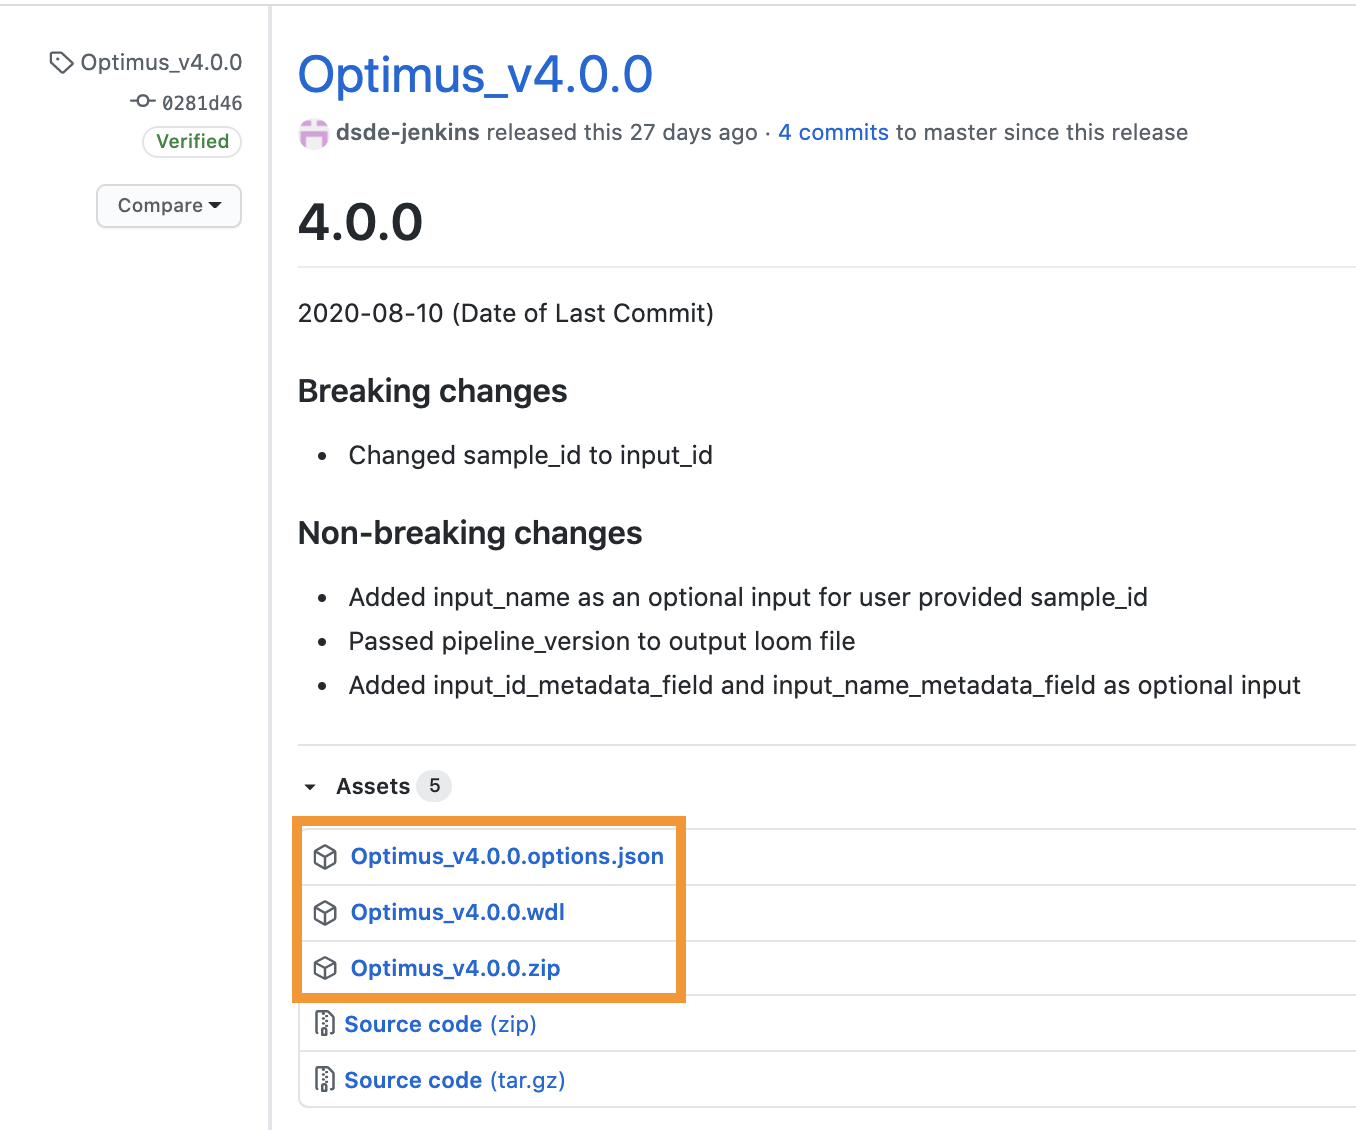 Optimus_v4.0.0
0281d46
Verified
Compare
Optimus_v4.0.0
dsde-jenkins released this 27 days ago · 4 commits to master since this release
4.0.0
2020-08-10 (Date of Last Commit)
Breaking changes
• Changed sample_id to input_id
Non-breaking changes
• Added input_name as an optional input for user provided sample_id
• Passed pipeline_version to output loom file
• Added input_id_metadata_field and input_name_metadata_field as optional input
Assets 5
Optimus_v4.0.0.options.json
Optimus_v4.0.0.wdl
Optimus_v4.0.0.zip
Source code (zip)
Source code (tar.gz)